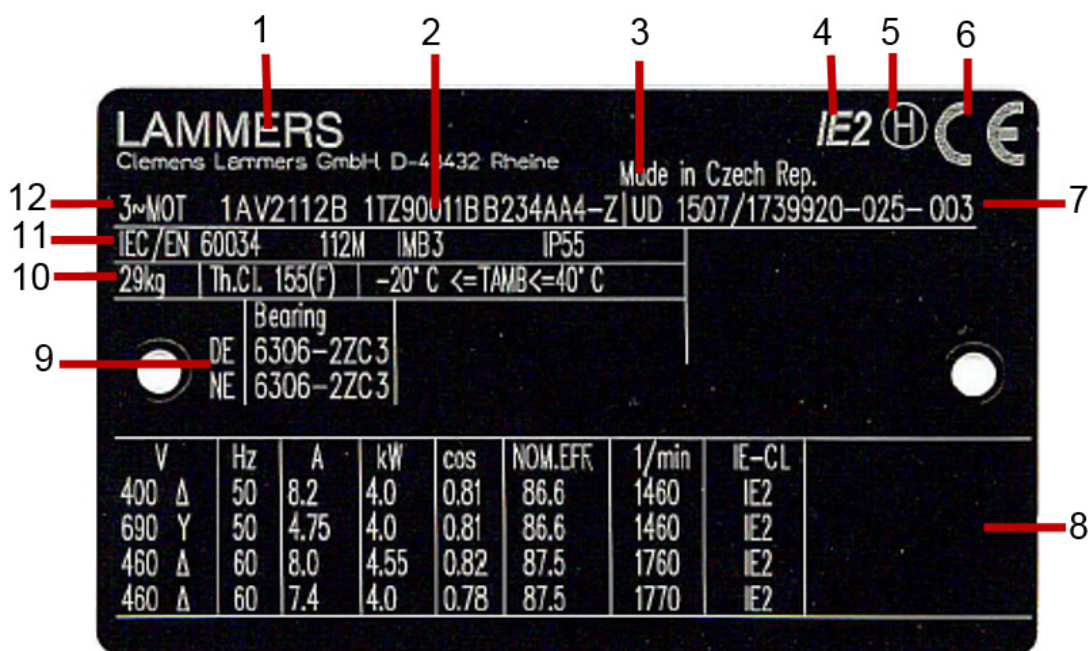 1 2 3 4 5 6
LAMMERS IE2 H CE
Clemens Lammers GmbH D-48432 Rheine
Made in Czech Rep.
12 3~MOT 1AV2112B 1TZ90011BB234AA4-Z UD 1507/1739920-025-003 7
11 IEC/EN 60034 112M IMB3 IP55
10 29kg Th.Cl. 155(F) -20°C <=TAMB<=40°C
Bearing
DE 6306-2ZC3
9
NE 6306-2ZC3
V Hz A kW cos NOM.EFF. 1/min IE-CL
400 Δ 50 8.2 4.0 0.81 86.6 1460 IE2
690 Y 50 4.75 4.0 0.81 86.6 1460 IE2 8
460 Δ 60 8.0 4.55 0.82 87.5 1760 IE2
460 Δ 60 7.4 4.0 0.78 87.5 1770 IE2